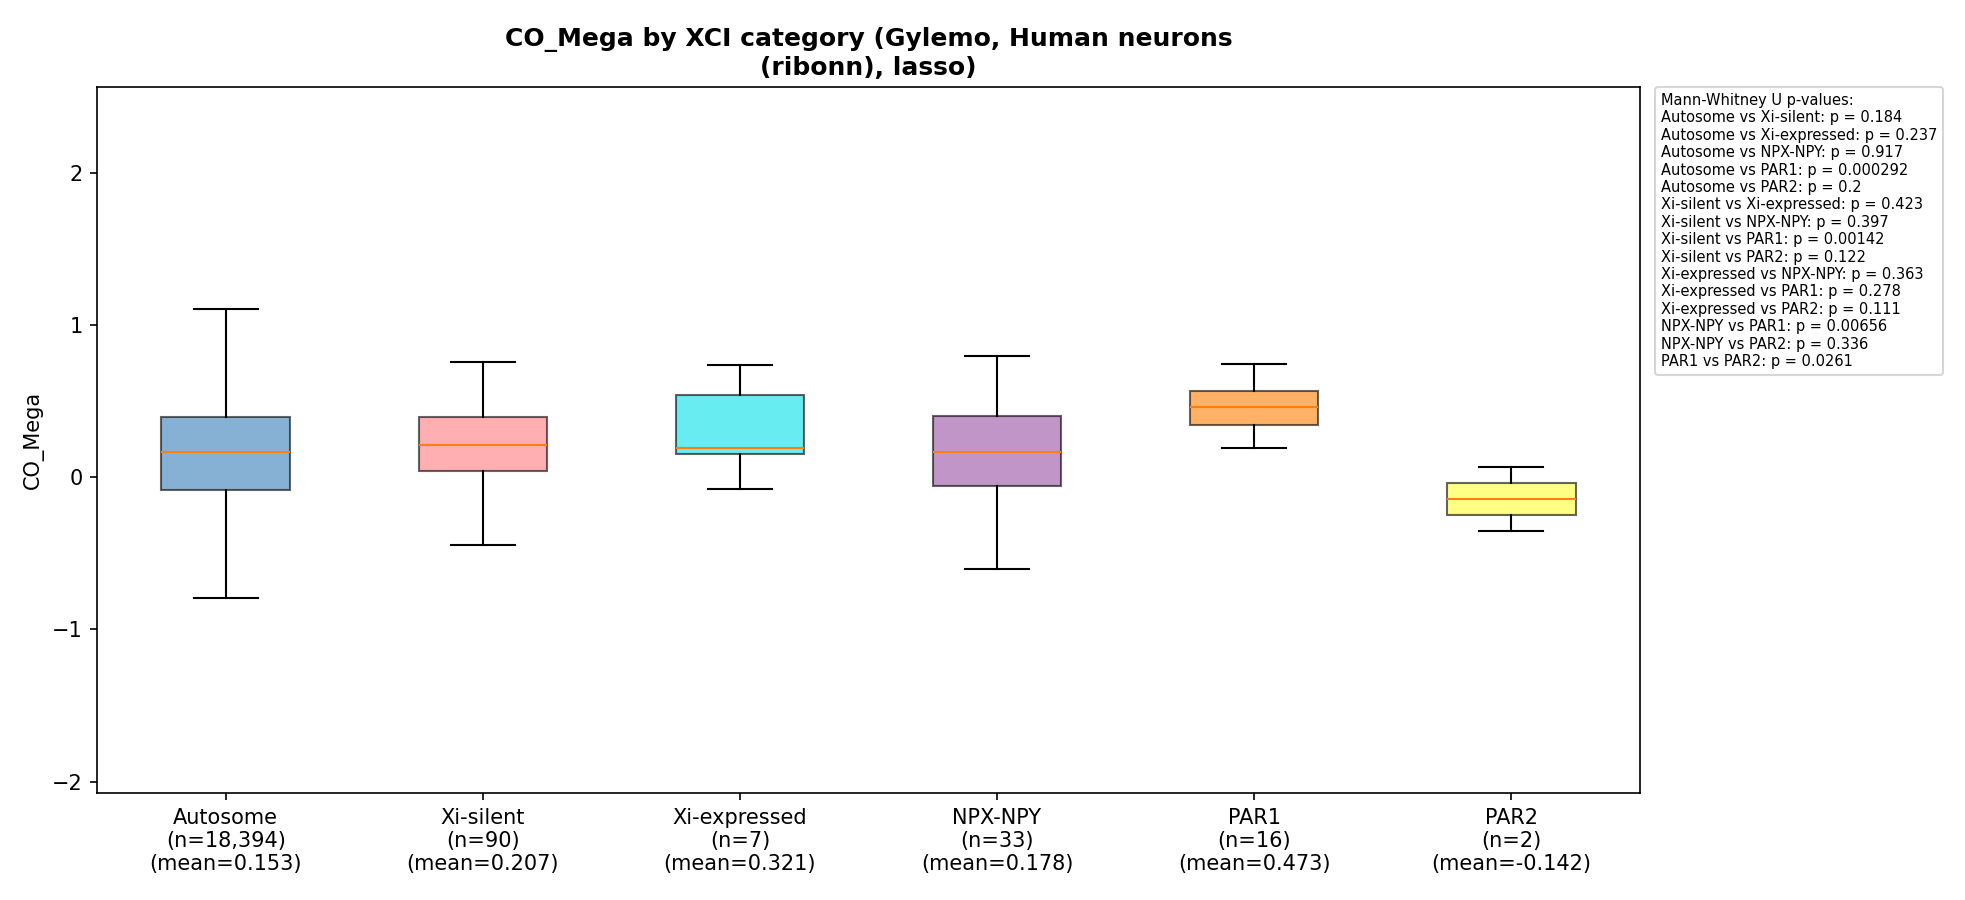 CO_Mega by XCI category (Gylemo, Human neurons
(ribonn), lasso)
CO_Mega
2
1
0
−1
−2
Autosome
(n=18,394)
(mean=0.153)
Xi-silent
(n=90)
(mean=0.207)
Xi-expressed
(n=7)
(mean=0.321)
NPX-NPY
(n=33)
(mean=0.178)
PAR1
(n=16)
(mean=0.473)
PAR2
(n=2)
(mean=-0.142)
Mann-Whitney U p-values:
Autosome vs Xi-silent: p = 0.184
Autosome vs Xi-expressed: p = 0.237
Autosome vs NPX-NPY: p = 0.917
Autosome vs PAR1: p = 0.000292
Autosome vs PAR2: p = 0.2
Xi-silent vs Xi-expressed: p = 0.423
Xi-silent vs NPX-NPY: p = 0.397
Xi-silent vs PAR1: p = 0.00142
Xi-silent vs PAR2: p = 0.122
Xi-expressed vs NPX-NPY: p = 0.363
Xi-expressed vs PAR1: p = 0.278
Xi-expressed vs PAR2: p = 0.111
NPX-NPY vs PAR1: p = 0.00656
NPX-NPY vs PAR2: p = 0.336
PAR1 vs PAR2: p = 0.0261